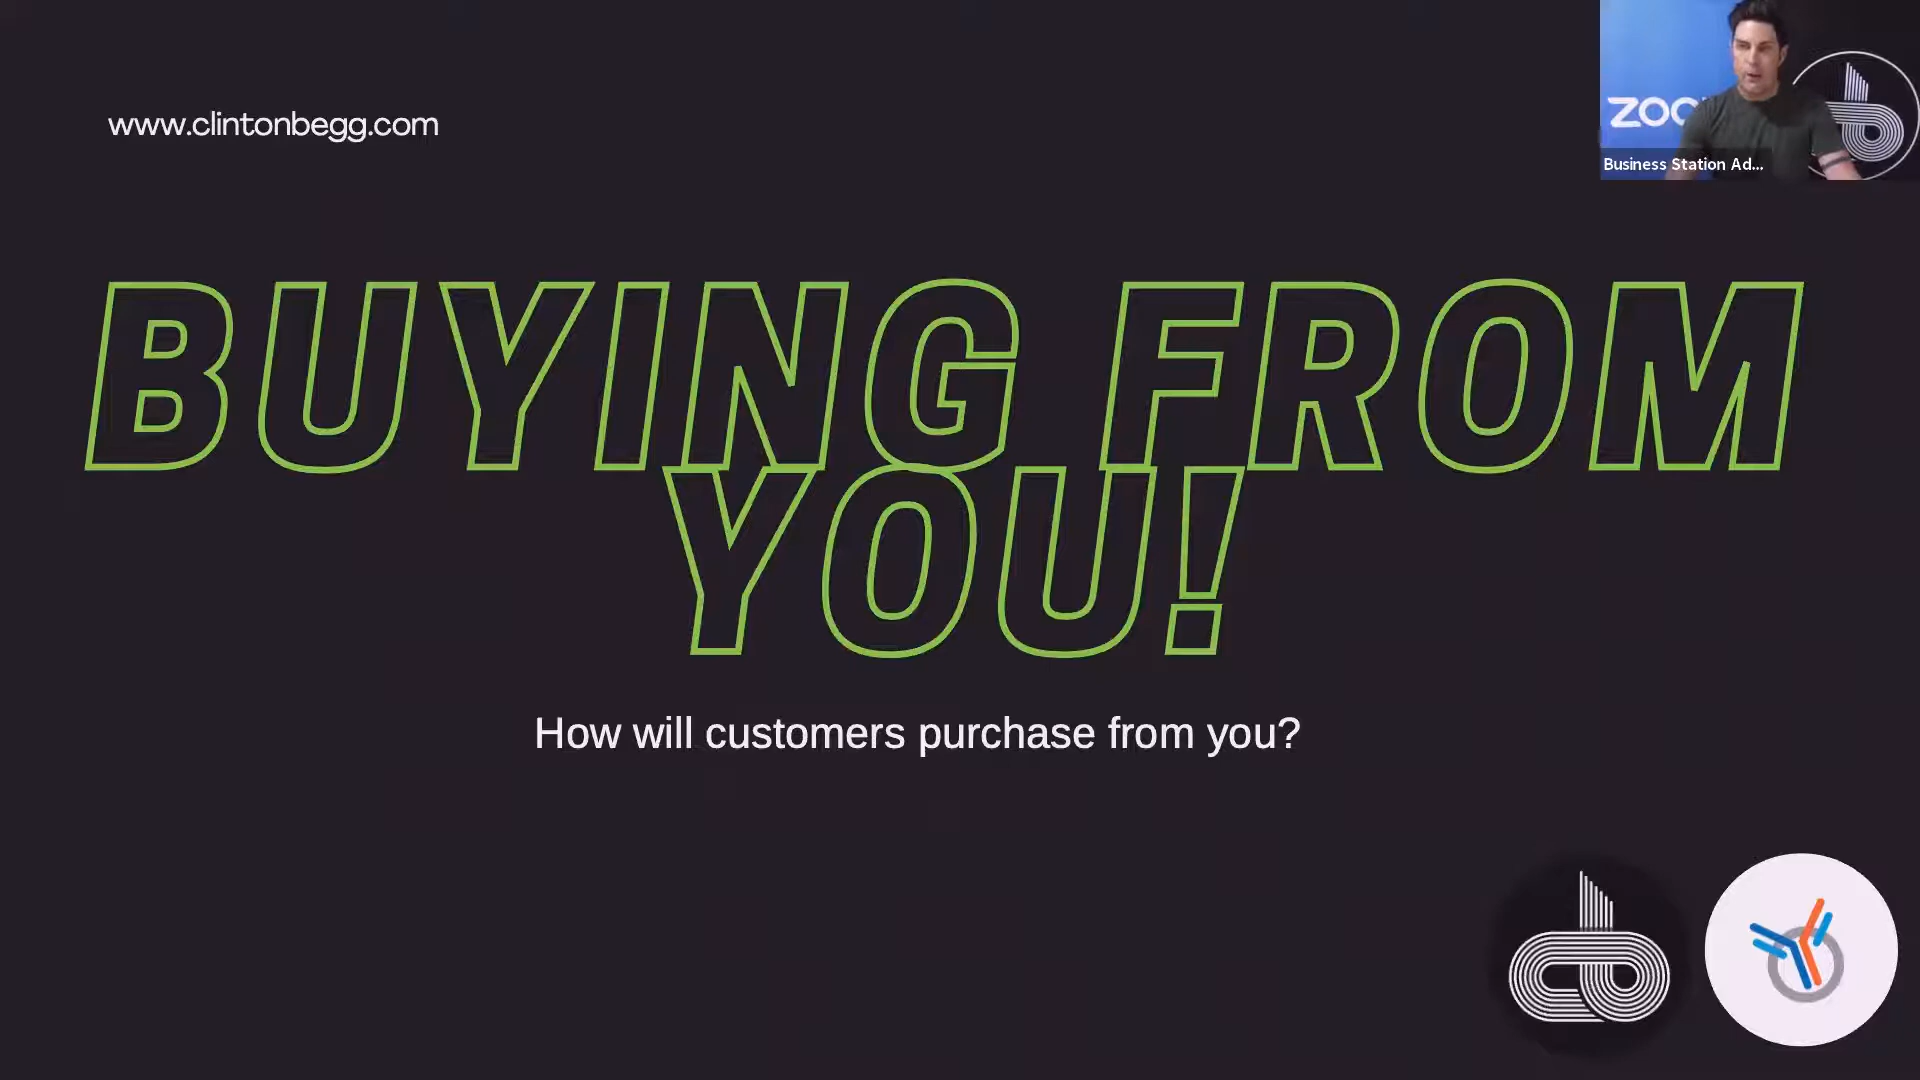 www.clintonbegg.com
Business Station Ad...
BUYING FROM
YOU!
How will customers purchase from you?